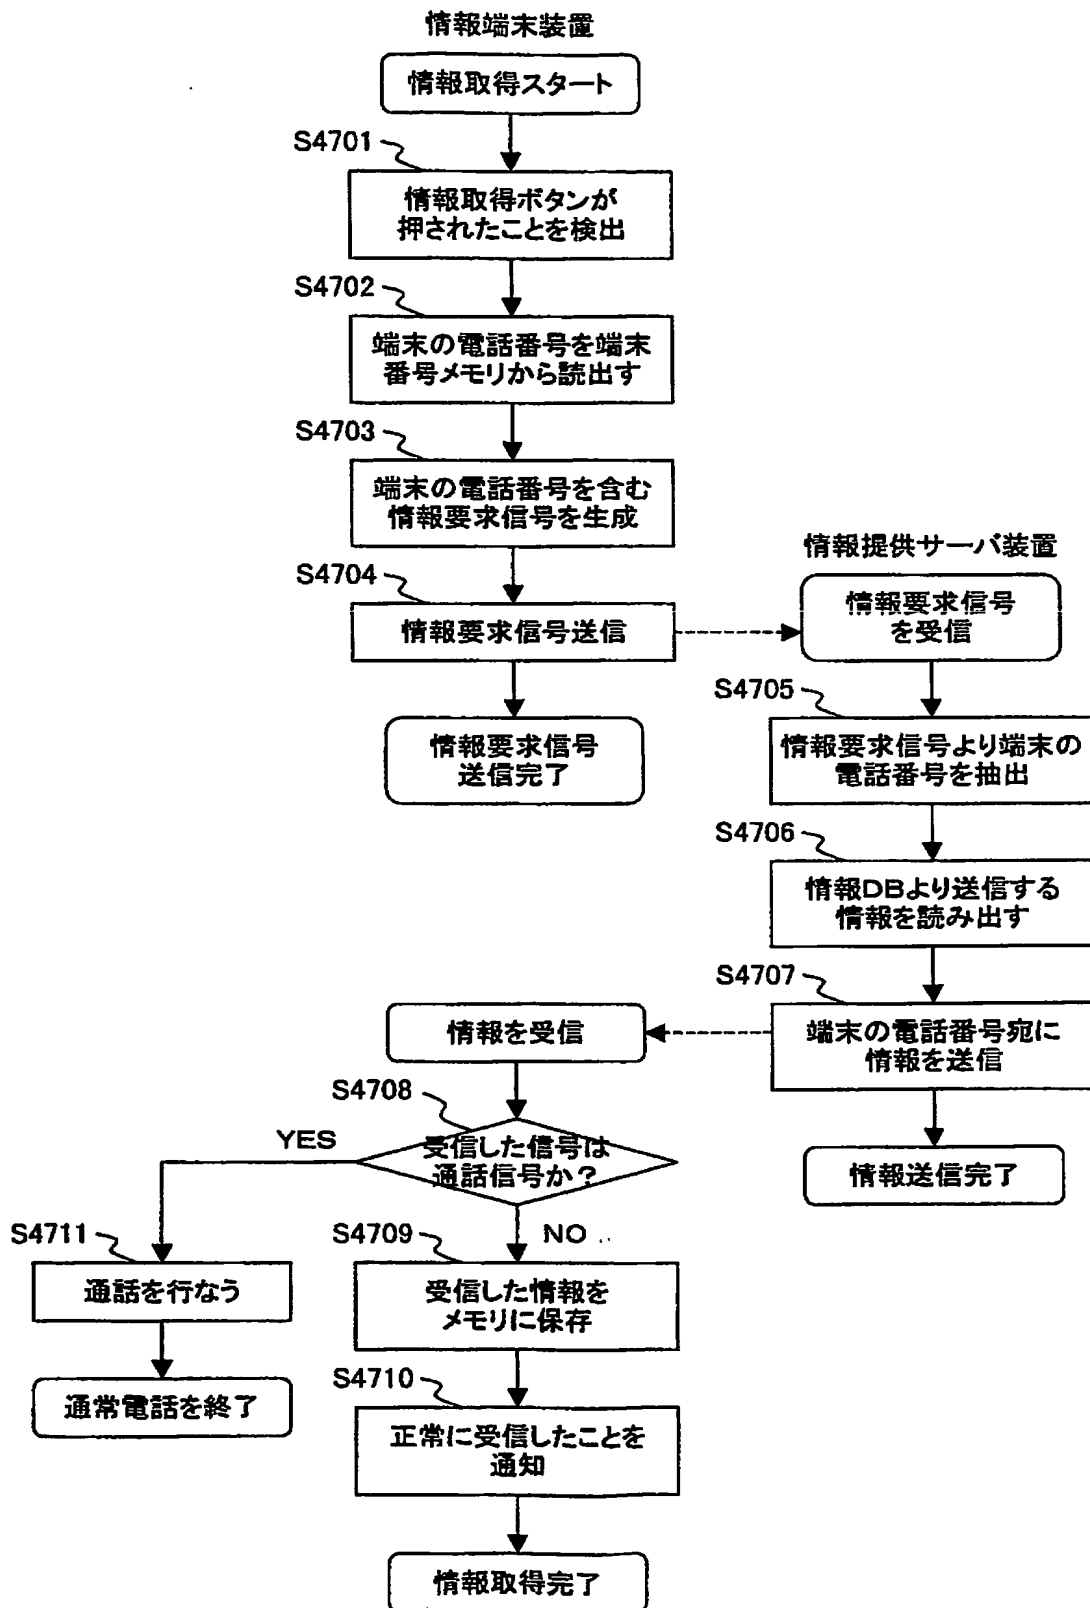 情報端末装置
情報取得スタート
S4701
情報取得ボタンが
押されたことを検出
S4702
端末の電話番号を端末
番号メモリから読出す
S4703
端末の電話番号を含む
情報要求信号を生成
S4704
情報要求信号送信
情報要求信号
送信完了
情報提供サーバ装置
情報要求信号
を受信
S4705
情報要求信号より端末の
電話番号を抽出
S4706
情報DBより送信する
情報を読み出す
S4707
端末の電話番号宛に
情報を送信
情報送信完了
情報を受信
S4708
受信した信号は
通話信号か?
YES
NO
S4711
通話を行なう
通常電話を終了
S4709
受信した情報を
メモリに保存
S4710
正常に受信したことを
通知
情報取得完了